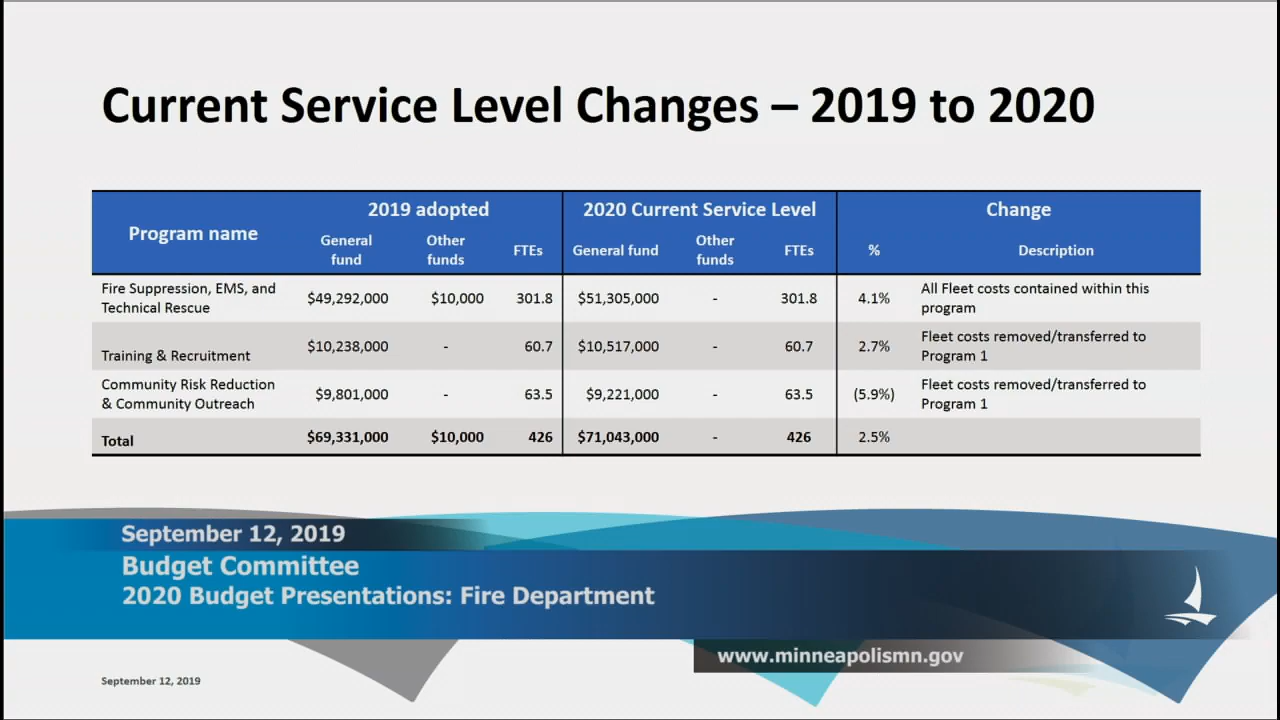 Current Service Level Changes – 2019 to 2020
Program name
2019 adopted
2020 Current Service Level
Change
General fund
Other funds
FTEs
General fund
Other funds
FTEs
%
Description
Fire Suppression, EMS, and Technical Rescue
$49,292,000 $10,000 301.8 $51,305,000 - 301.8 4.1%
All Fleet costs contained within this program
Training & Recruitment
$10,238,000 - 60.7 $10,517,000 - 60.7 2.7%
Fleet costs removed/transferred to Program 1
Community Risk Reduction & Community Outreach
$9,801,000 - 63.5 $9,221,000 - 63.5 (5.9%)
Fleet costs removed/transferred to Program 1
Total $69,331,000 $10,000 426 $71,043,000 - 426 2.5%
September 12, 2019
Budget Committee
2020 Budget Presentations: Fire Department
www.minneapolismn.gov
September 12, 2019